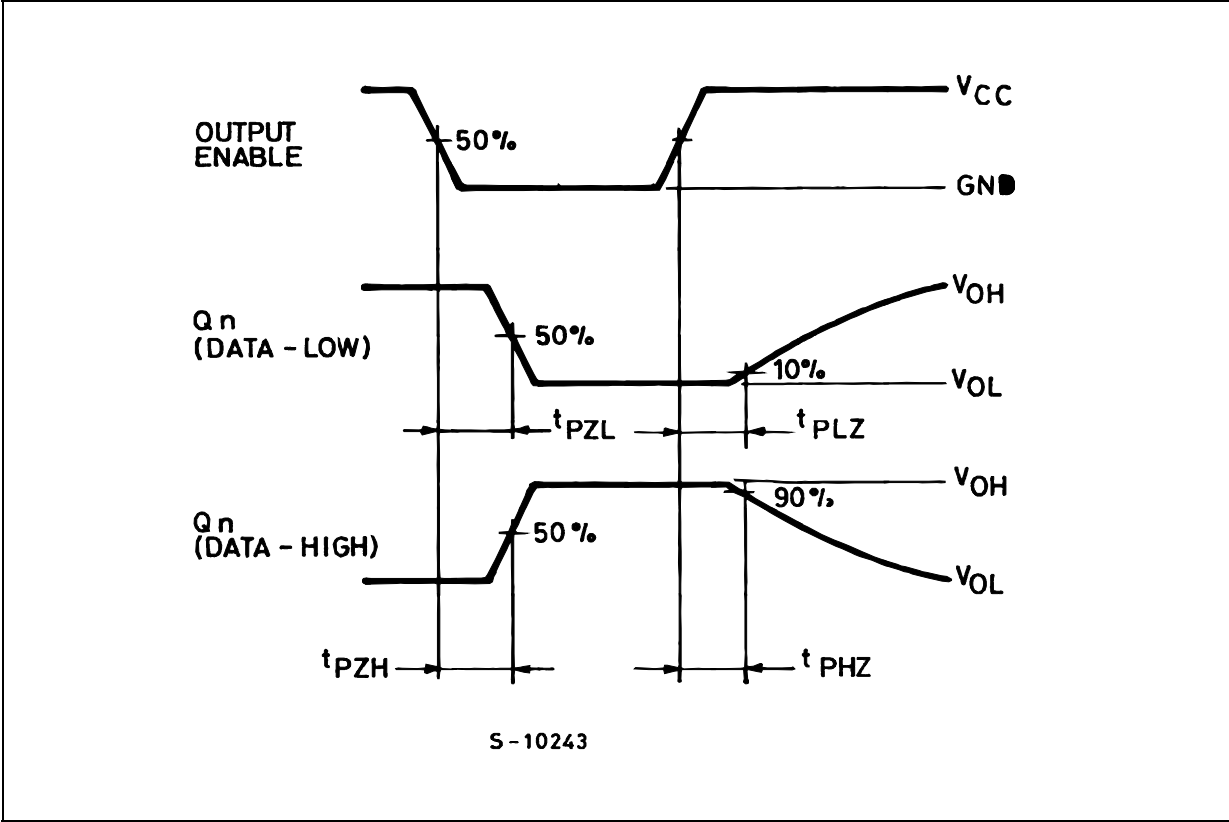 VCC
OUTPUT
ENABLE
50%
GND
VOH
Qn
(DATA - LOW)
50%
10%
VOL
tPZL
tPLZ
VOH
90%
Qn
(DATA - HIGH)
50%
VOL
tPZH
tPHZ
S-10243